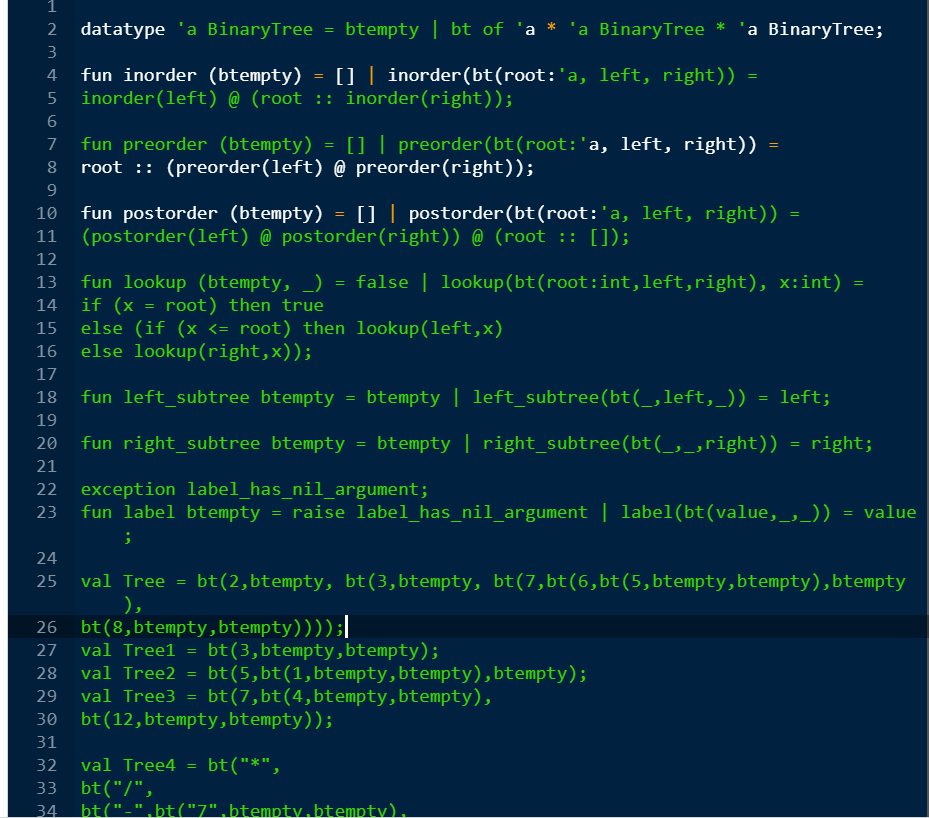 1
2 datatype 'a BinaryTree = btempty | bt of 'a * 'a BinaryTree * 'a BinaryTree;
3
4 fun inorder (btempty) = [] | inorder(bt(root:'a, left, right)) =
5 inorder(left) @ (root :: inorder(right));
6
7 fun preorder (btempty) = [] | preorder(bt(root:'a, left, right)) =
8 root :: (preorder(left) @ preorder(right));
9
10 fun postorder (btempty) = [] | postorder(bt(root:'a, left, right)) =
11 (postorder(left) @ postorder(right)) @ (root :: []);
12
13 fun lookup (btempty, _) = false | lookup(bt(root:int,left,right), x:int) =
14 if (x = root) then true
15 else (if (x <= root) then lookup(left,x)
16 else lookup(right,x));
17
18 fun left_subtree btempty = btempty | left_subtree(bt(_,left,_)) = left;
19
20 fun right_subtree btempty = btempty | right_subtree(bt(_,_,right)) = right;
21
22 exception label_has_nil_argument;
23 fun label btempty = raise label_has_nil_argument | label(bt(value,_,_)) = value
;
24
25 val Tree = bt(2,btempty, bt(3,btempty, bt(7,bt(6,bt(5,btempty,btempty),btempty
),
26 bt(8,btempty,btempty))));
27 val Tree1 = bt(3,btempty,btempty);
28 val Tree2 = bt(5,bt(1,btempty,btempty),btempty);
29 val Tree3 = bt(7,bt(4,btempty,btempty),
30 bt(12,btempty,btempty));
31
32 val Tree4 = bt("*",
33 bt("/",
34 bt("-",bt("7",btempty,btempty),